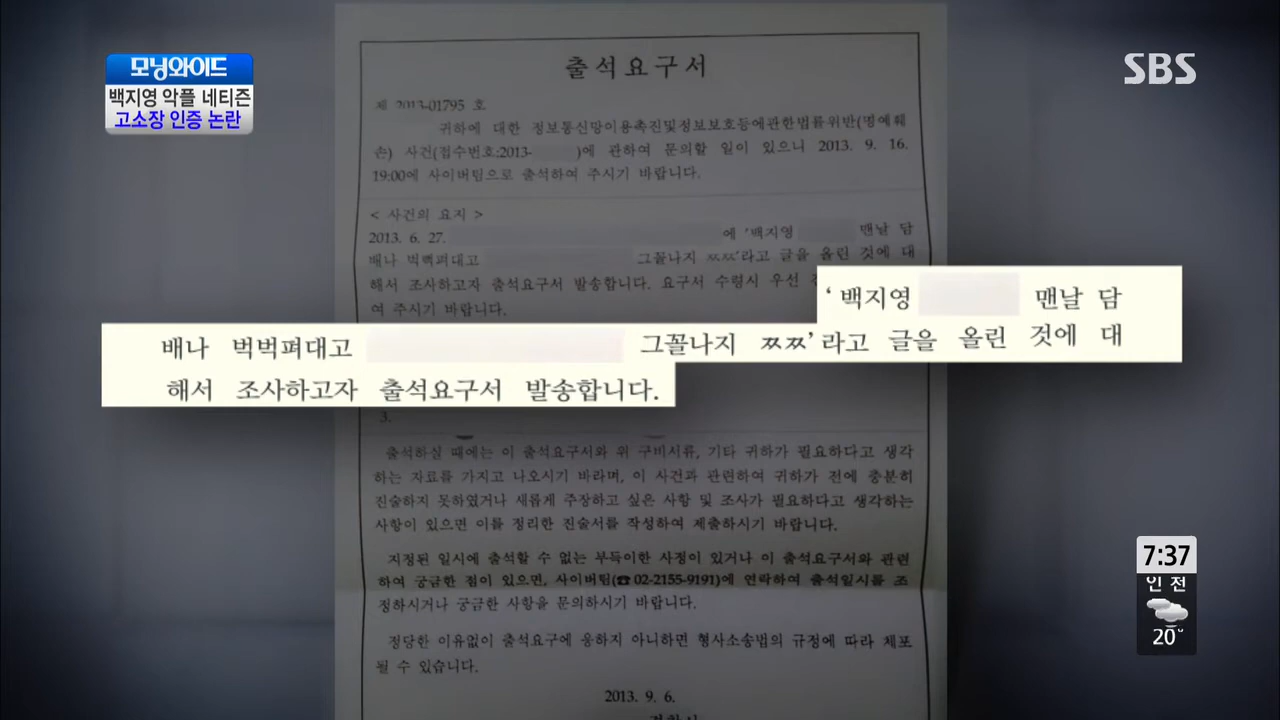 모닝와이드
백지영 악플 네티즌
고소장 인증 논란
SBS
출석요구서
제 2013-01795 호
귀하에 대한 정보통신망이용촉진및정보보호등에관한법률위반(명예훼
손) 사건(접수번호:2013- )에 관하여 문의할 일이 있으니 2013. 9. 16.
19:00에 사이버팀으로 출석하여 주시기 바랍니다.
< 사건의 요지 >
2013. 6. 27. 에 '백지영 맨날 담
배나 벅뻑펴대고 그꼴나지 ㅉㅉ'라고 글을 올린 것에 대
해서 조사하고자 출석요구서 발송합니다. 요구서 수령시 우선
여 주시기 바랍니다.
'백지영 맨날 담
배나 벅벅펴대고 그꼴나지 ㅉㅉ'라고 글을 올린 것에 대
해서 조사하고자 출석요구서 발송합니다.
3.
출석하실 때에는 이 출석요구서와 위 구비서류, 기타 귀하가 필요하다고 생각
하는 자료를 가지고 나오시기 바라며, 이 사건과 관련하여 귀하가 전에 충분히
진술하지 못하였거나 새롭게 주장하고 싶은 사항 및 조사가 필요하다고 생각하는
사항이 있으면 이를 정리한 진술서를 작성하여 제출하시기 바랍니다.
지정된 일시에 출석할 수 없는 부득이한 사정이 있거나 이 출석요구서와 관련
하여 궁금한 점이 있으면, 사이버팀(☎02-2155-9191)에 연락하여 출석일시를 조
정하시거나 궁금한 사항을 문의하시기 바랍니다.
정당한 이유없이 출석요구에 응하지 아니하면 형사소송법의 규정에 따라 체포
될 수 있습니다.
2013. 9. 6.
7:37
인천
20°